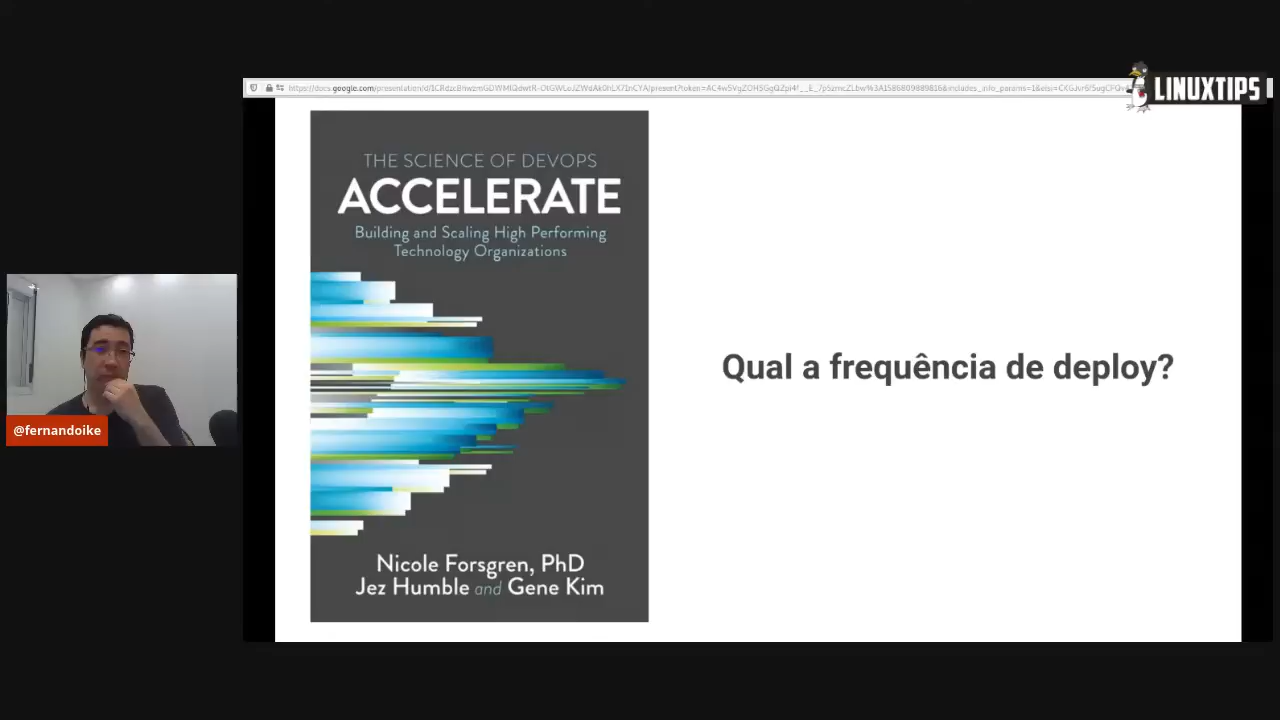 LINUXTIPS
THE SCIENCE OF DEVOPS
ACCELERATE
Building and Scaling High Performing
Technology Organizations
Qual a frequência de deploy?
@fernandoike
Nicole Forsgren, PhD
Jez Humble and Gene Kim